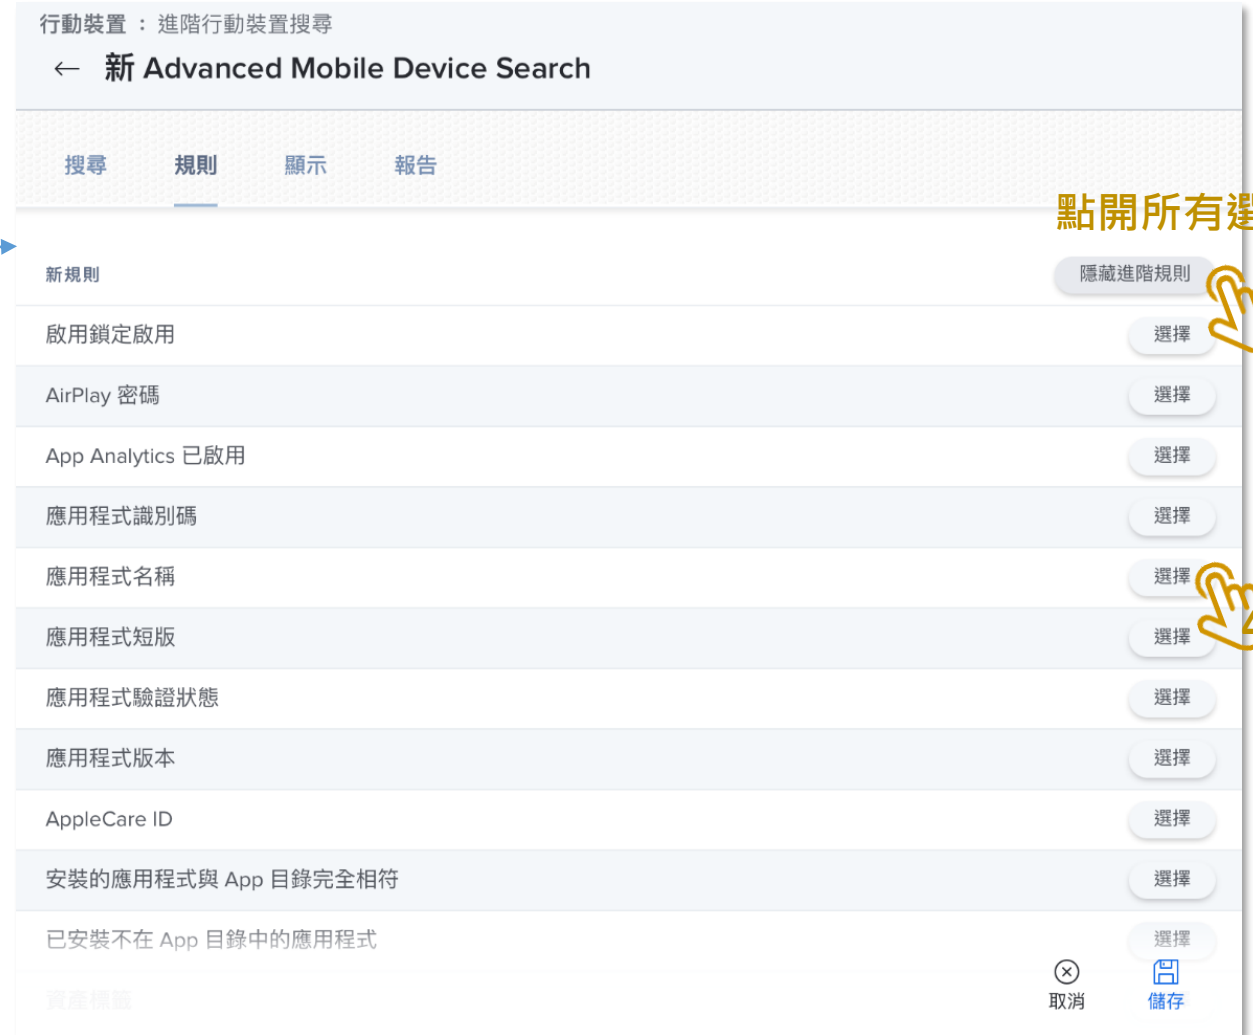 行動裝置 : 進階行動裝置搜尋
← 新 Advanced Mobile Device Search
搜尋 規則 顯示 報告
點開所有選
新規則 隱藏進階規則
啟用鎖定啟用 選擇
AirPlay 密碼 選擇
App Analytics 已啟用 選擇
應用程式識別碼 選擇
應用程式名稱 選擇
應用程式短版 選擇
應用程式驗證狀態 選擇
應用程式版本 選擇
AppleCare ID 選擇
安裝的應用程式與 App 目錄完全相符 選擇
已安裝不在 App 目錄中的應用程式 選擇
資產標籤
取消 儲存